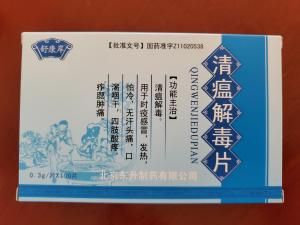 舒康岸
【批准文号】国药准字Z11020538
清瘟解毒片
QINGWENJIEDUPIAN
【功能主治】
清瘟解毒。
用于时疫感冒，发热，
怕冷，无汗头痛，口
渴咽干，四肢酸疼，
痄腮肿痛
0.3g/片X100片
北京东升制药有限公司